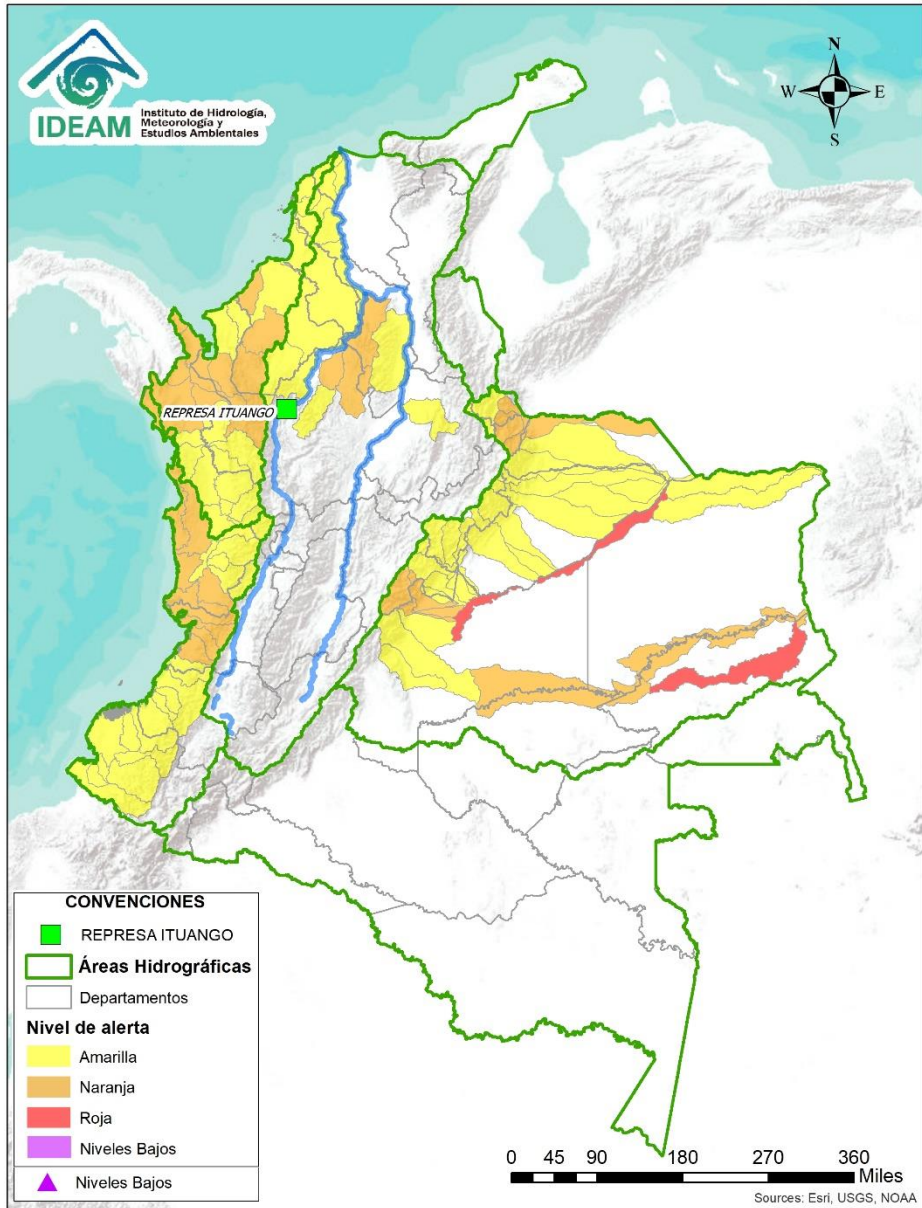 IDEAM
Instituto de Hidrología,
Meteorología y
Estudios Ambientales
N
W
E
S
REPRESA ITUANGO
CONVENCIONES
REPRESA ITUANGO
Áreas Hidrográficas
Departamentos
Nivel de alerta
Amarilla
Naranja
Roja
Niveles Bajos
Niveles Bajos
0 45 90 180 270 360
Miles
Sources: Esri, USGS, NOAA